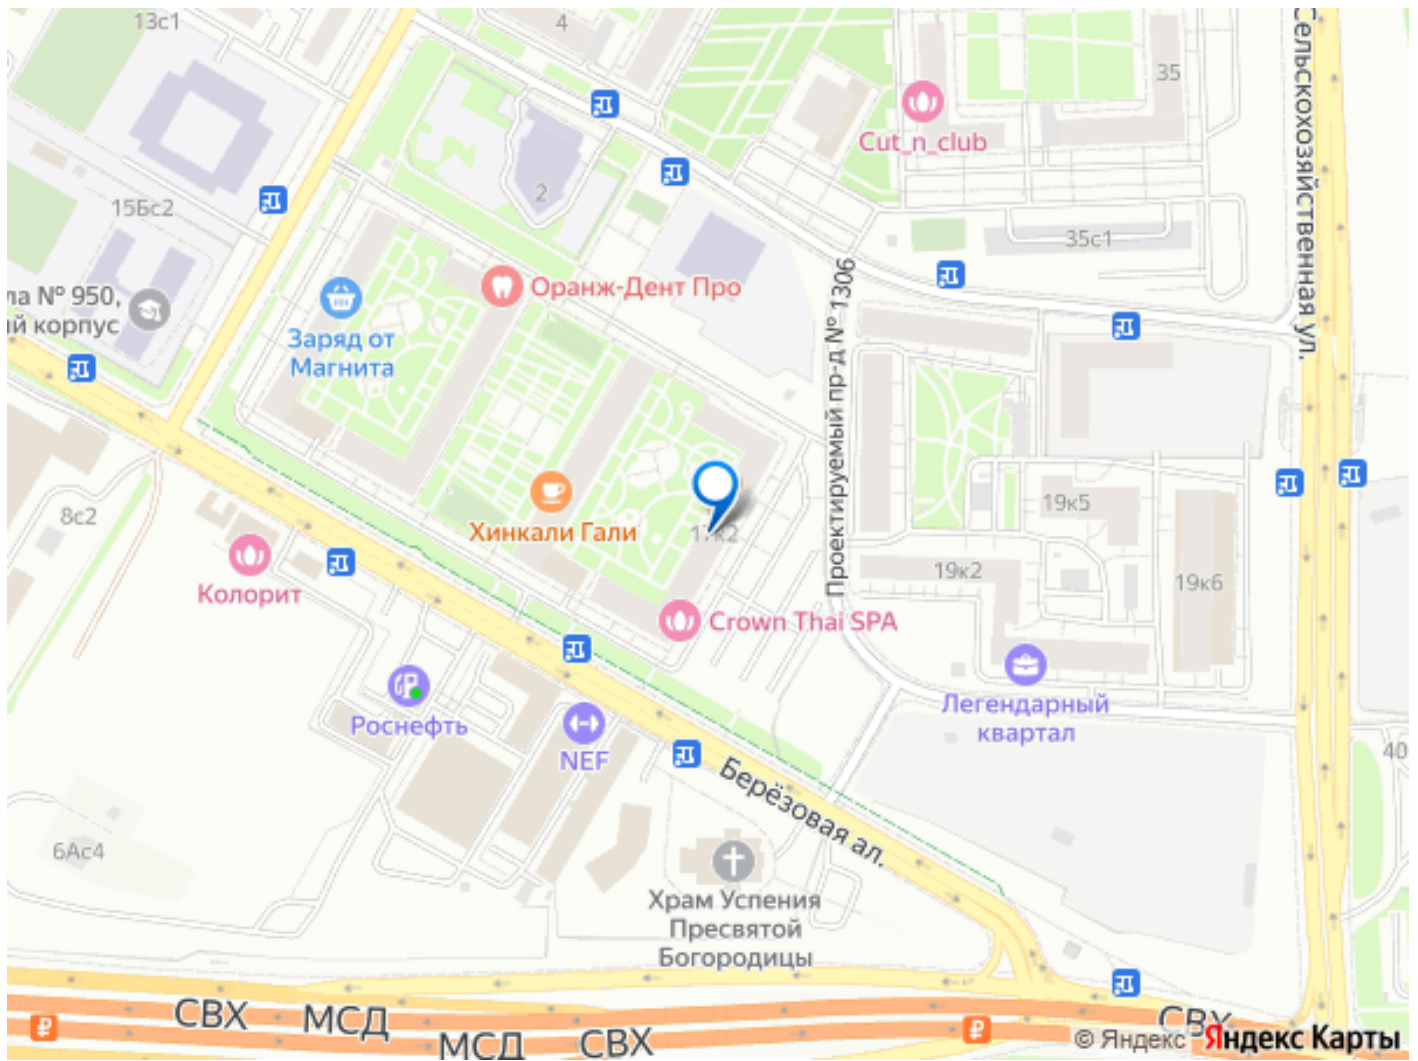 13с1
4
35
Сельскохозяйственная ул.
Cut_n_club
2
15Бс2
35с1
Оранж-Дент Про
ла № 950,
ий корпус
Заряд от
Магнита
Проектируемый пр-д № 1306
8с2
Хинкали Гали
17к2
19к5
19к2
19к6
Колорит
Crown Thai SPA
Роснефть
NEF
Легендарный
квартал
40
Берёзовая ал.
6Ас4
Храм Успения
Пресвятой
Богородицы
СВХ
МСД
МСД
СВХ
СВХ
© Яндекс Яндекс Карты